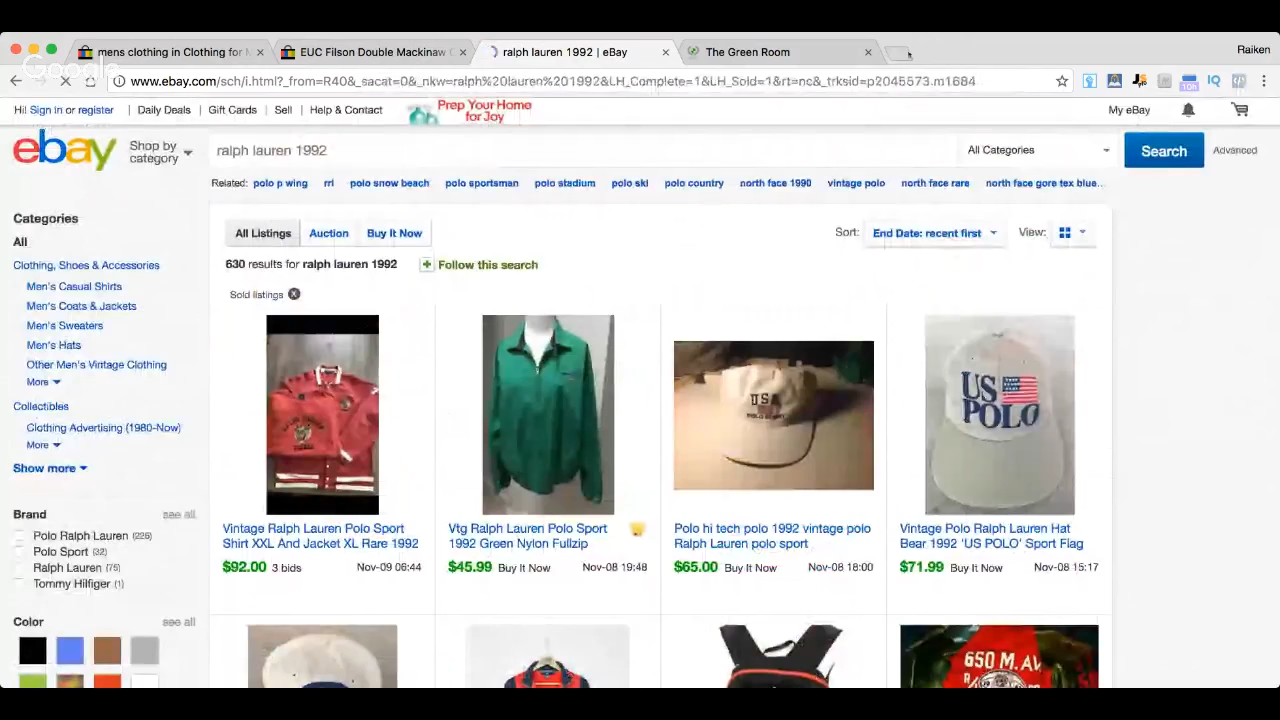 mens clothing in Clothing for M
EUC Filson Double Mackinaw C
ralph lauren 1992 | eBay
The Green Room
Raiken
Google
www.ebay.com/sch/i.html?_from=R40&_sacat=0&_nkw=ralph%20lauren%201992&LH_Complete=1&LH_Sold=1&rt=nc&_trksid=p2045573.m1684
Hi! Sign in or register
Daily Deals
Gift Cards
Sell
Help & Contact
Prep Your Home
for Joy
My eBay
ebay
Shop by
category
ralph lauren 1992
All Categories
Search
Advanced
Related: polo p wing rrl polo snow beach polo sportsman polo stadium polo ski polo country north face 1990 vintage polo north face rare north face gore tex blue...
Categories
All
Clothing, Shoes & Accessories
Men's Casual Shirts
Men's Coats & Jackets
Men's Sweaters
Men's Hats
Other Men's Vintage Clothing
More
Collectibles
Clothing Advertising (1980-Now)
More
Show more
Brand
see all
Polo Ralph Lauren (226)
Polo Sport (32)
Ralph Lauren (75)
Tommy Hilfiger (1)
Color
see all
All Listings
Auction
Buy It Now
Sort: End Date: recent first
View:
630 results for ralph lauren 1992
Follow this search
Sold listings
USA
US
POLO
Vintage Ralph Lauren Polo Sport
Shirt XXL And Jacket XL Rare 1992
$92.00 3 bids Nov-09 06:44
Vtg Ralph Lauren Polo Sport
1992 Green Nylon Fullzip
$45.99 Buy It Now Nov-08 19:48
Polo hi tech polo 1992 vintage polo
Ralph Lauren polo sport
$65.00 Buy It Now Nov-08 18:00
Vintage Polo Ralph Lauren Hat
Bear 1992 'US POLO' Sport Flag
$71.99 Buy It Now Nov-08 15:17
650 M. AV